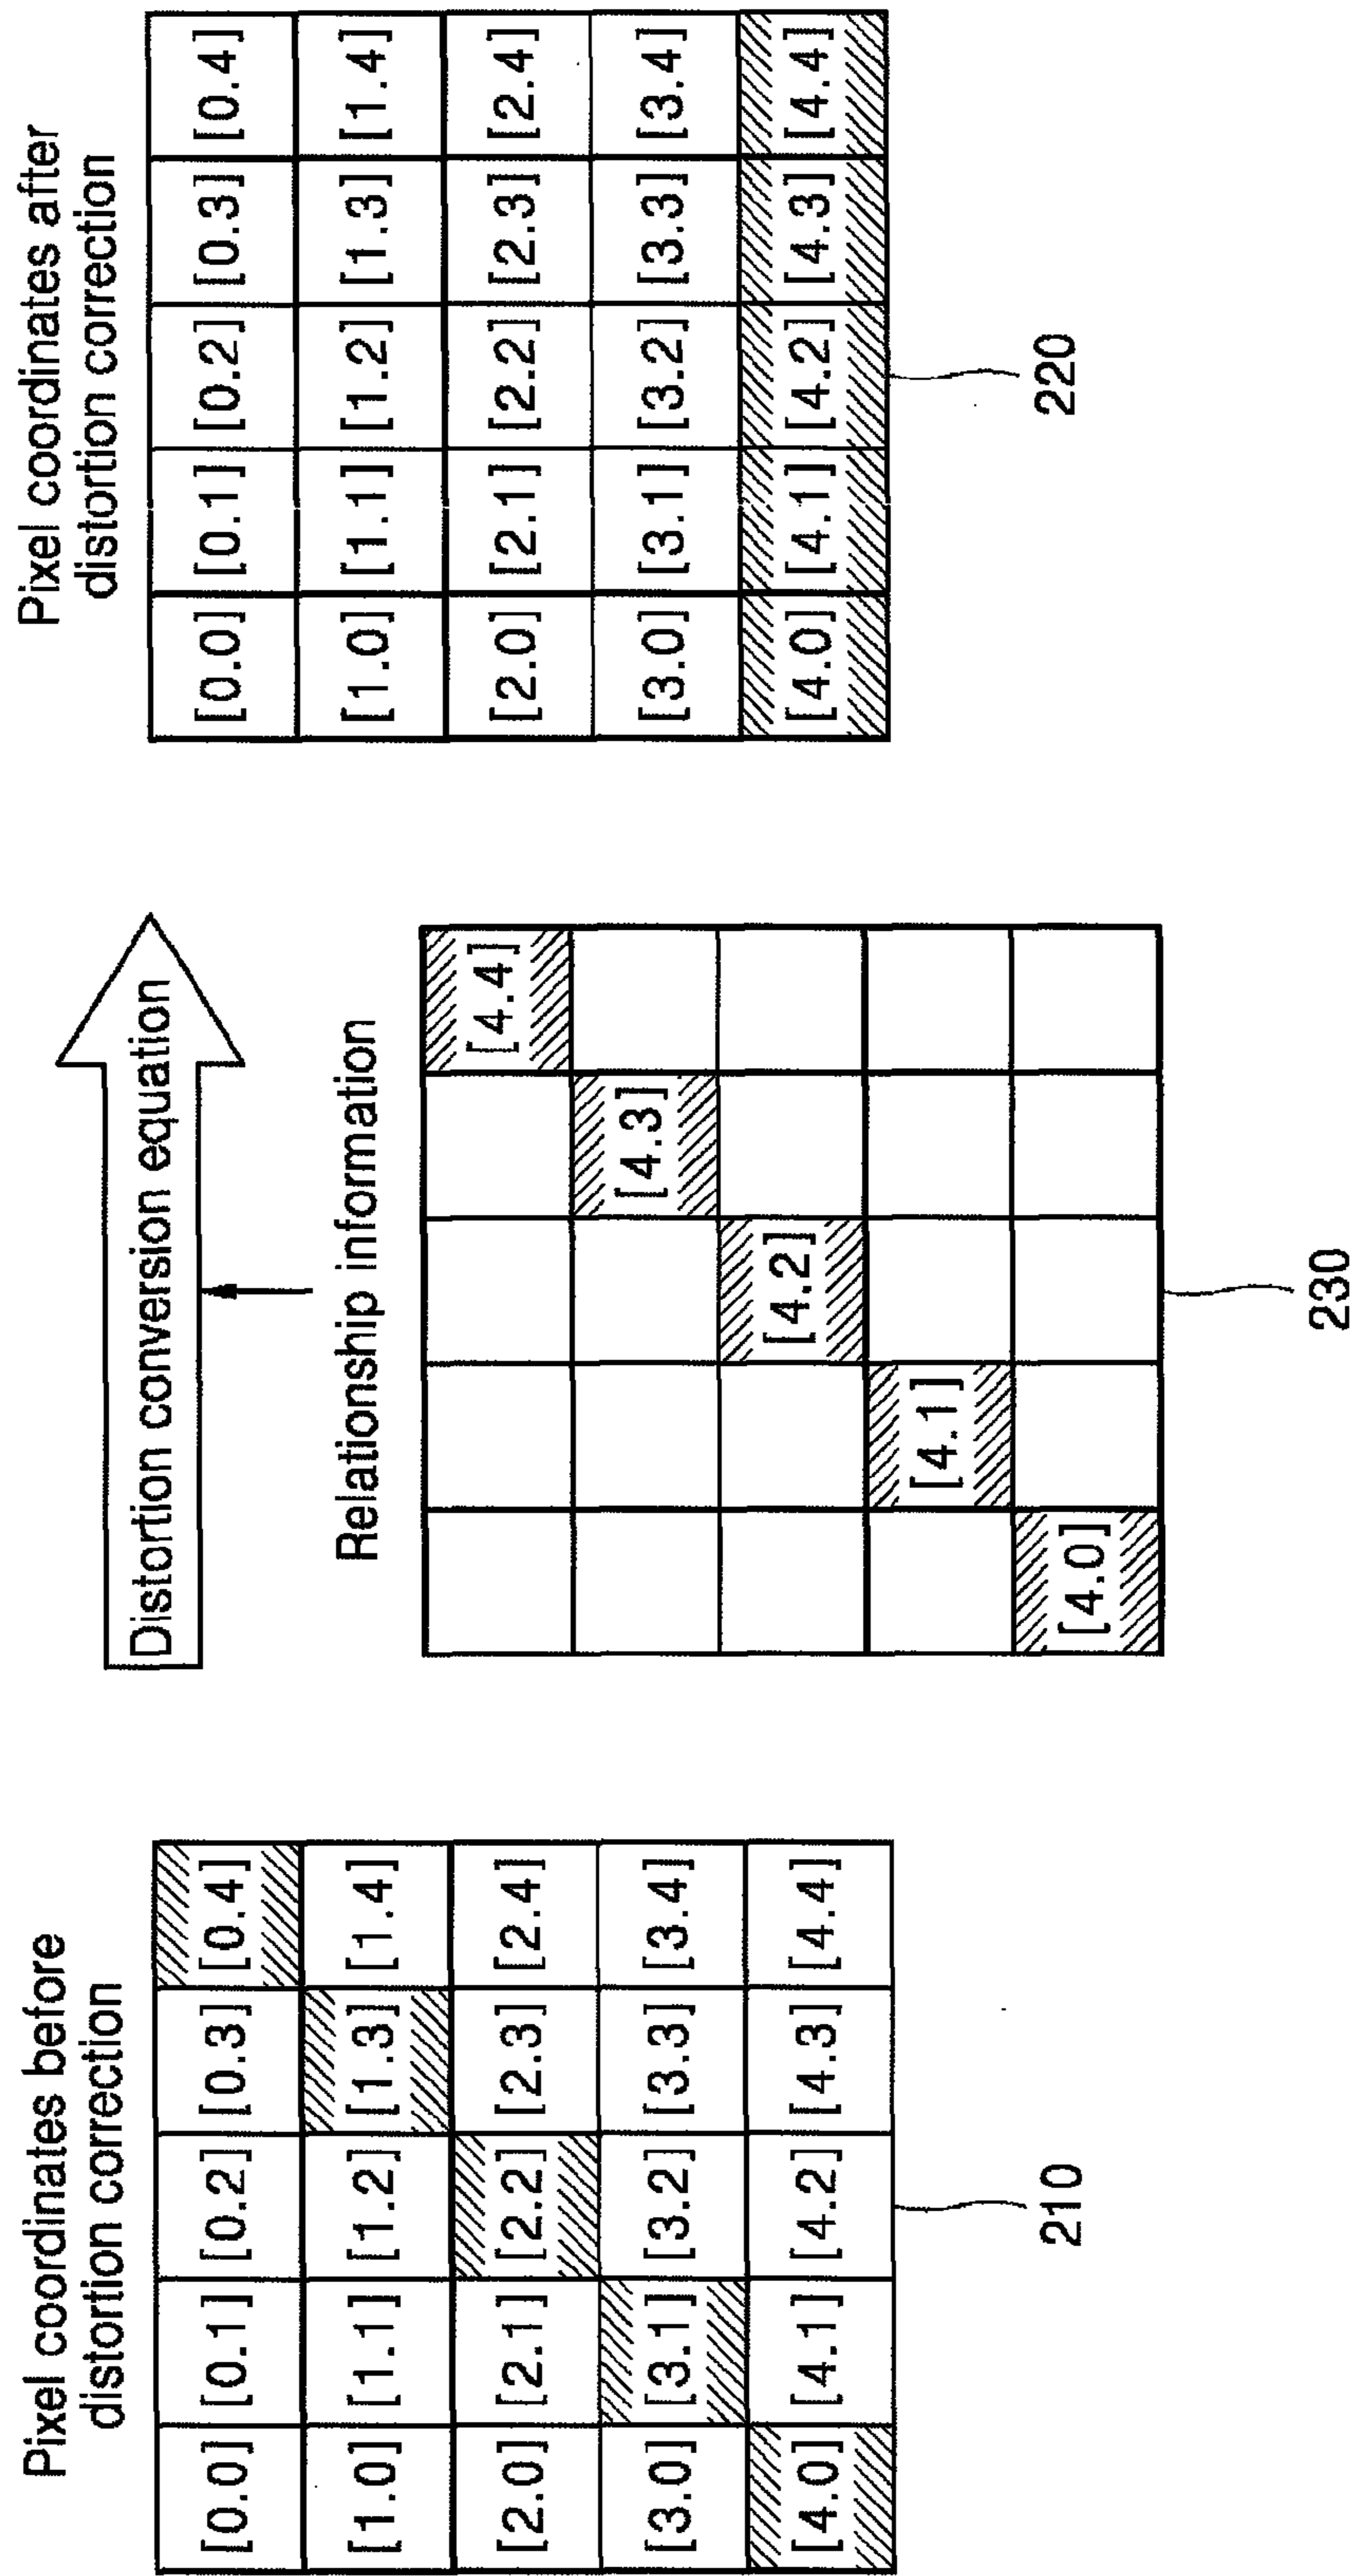 Pixel coordinates before
distortion correction
[0.0] [0.1] [0.2] [0.3] [0.4]
[1.0] [1.1] [1.2] [1.3] [1.4]
[2.0] [2.1] [2.2] [2.3] [2.4]
[3.0] [3.1] [3.2] [3.3] [3.4]
[4.0] [4.1] [4.2] [4.3] [4.4]
210
Distortion conversion equation
Relationship information
[4.4]
[4.3]
[4.2]
[4.1]
[4.0]
230
Pixel coordinates after
distortion correction
[0.0] [0.1] [0.2] [0.3] [0.4]
[1.0] [1.1] [1.2] [1.3] [1.4]
[2.0] [2.1] [2.2] [2.3] [2.4]
[3.0] [3.1] [3.2] [3.3] [3.4]
[4.0] [4.1] [4.2] [4.3] [4.4]
220